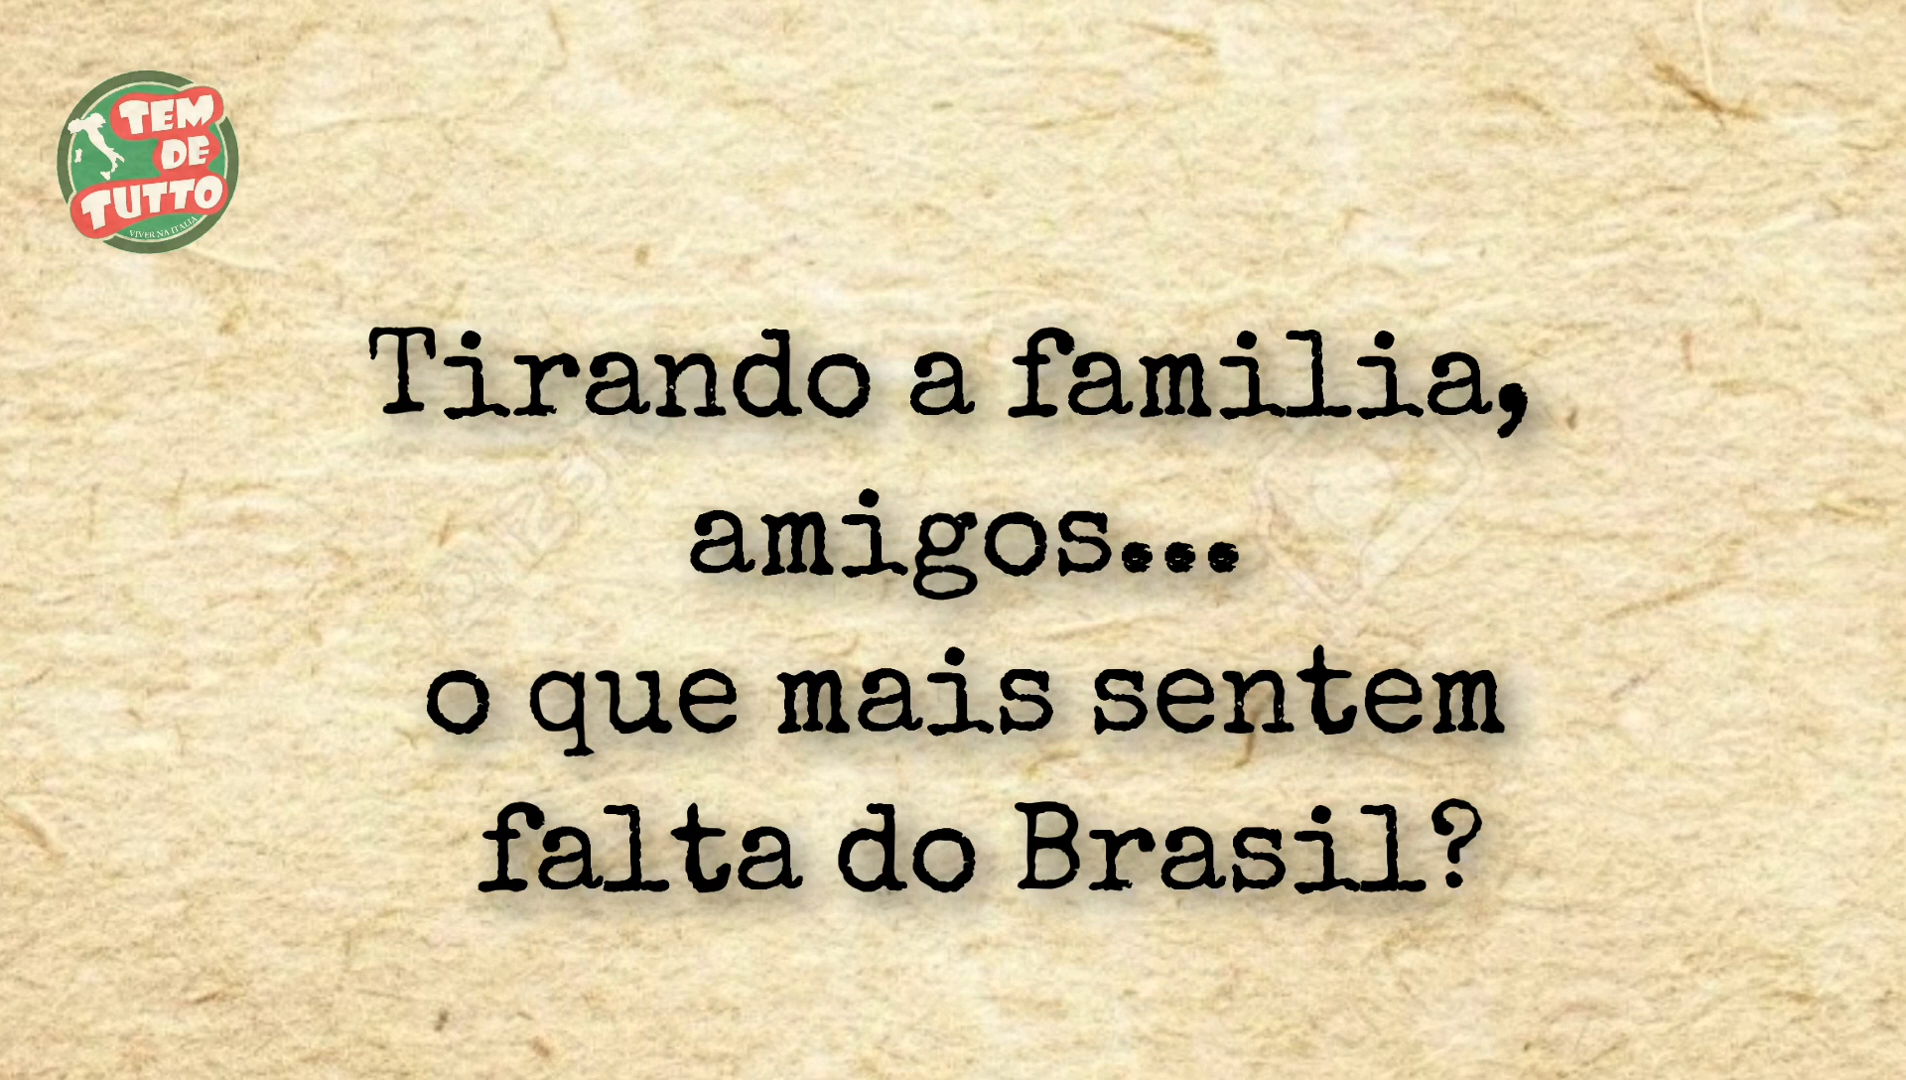 TEM
DE
TUTTO
VIVER NA ITALIA
Tirando a familia,
amigos...
o que mais sentem
falta do Brasil?